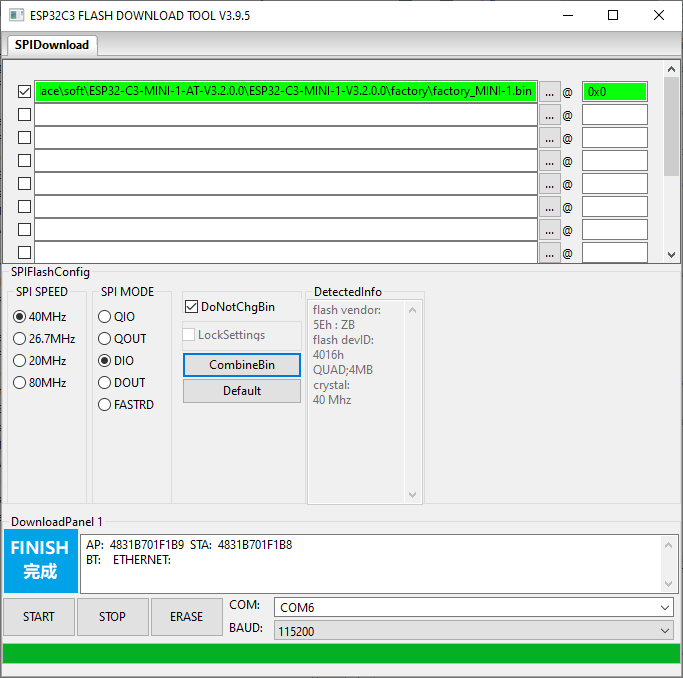 ESP32C3 FLASH DOWNLOAD TOOL V3.9.5
SPIDownload
ace\soft\ESP32-C3-MINI-1-AT-V3.2.0.0\ESP32-C3-MINI-1-V3.2.0.0\factory\factory_MINI-1.bin ... @ 0x0
... @
... @
... @
... @
... @
... @
... @
SPIFlashConfig
SPI SPEED
40MHz
26.7MHz
20MHz
80MHz
SPI MODE
QIO
QOUT
DIO
DOUT
FASTRD
DoNotChgBin
LockSettings
CombineBin
Default
DetectedInfo
flash vendor:
5Eh : ZB
flash devID:
4016h
QUAD;4MB
crystal:
40 Mhz
DownloadPanel 1
FINISH
完成
AP: 4831B701F1B9 STA: 4831B701F1B8
BT: ETHERNET:
START
STOP
ERASE
COM: COM6
BAUD: 115200